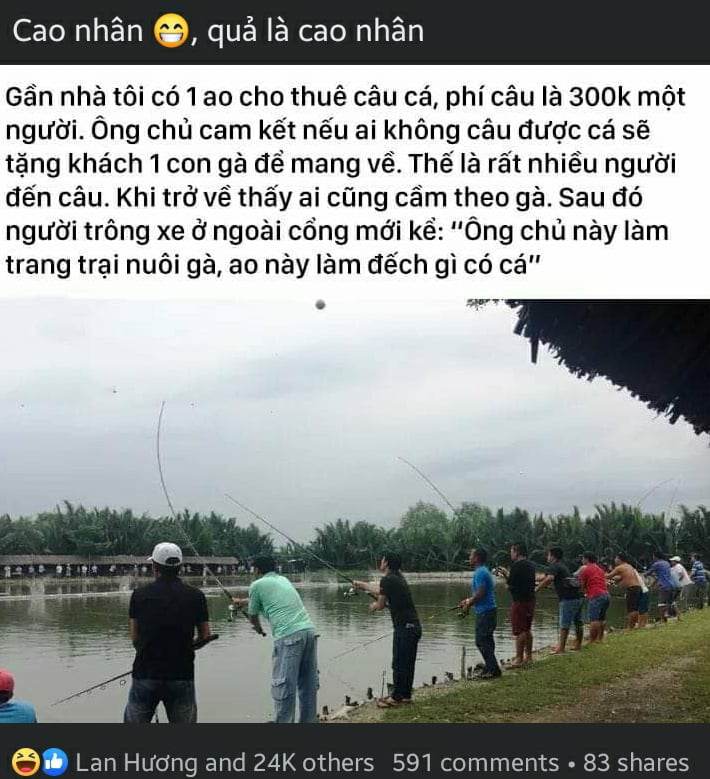 Cao nhân 😁, quả là cao nhân
Gần nhà tôi có 1 ao cho thuê câu cá, phí câu là 300k một
người. Ông chủ cam kết nếu ai không câu được cá sẽ
tặng khách 1 con gà để mang về. Thế là rất nhiều người
đến câu. Khi trở về thấy ai cũng cầm theo gà. Sau đó
người trông xe ở ngoài cổng mới kể: “Ông chủ này làm
trang trại nuôi gà, ao này làm đếch gì có cá”
Lan Hương and 24K others 591 comments • 83 shares